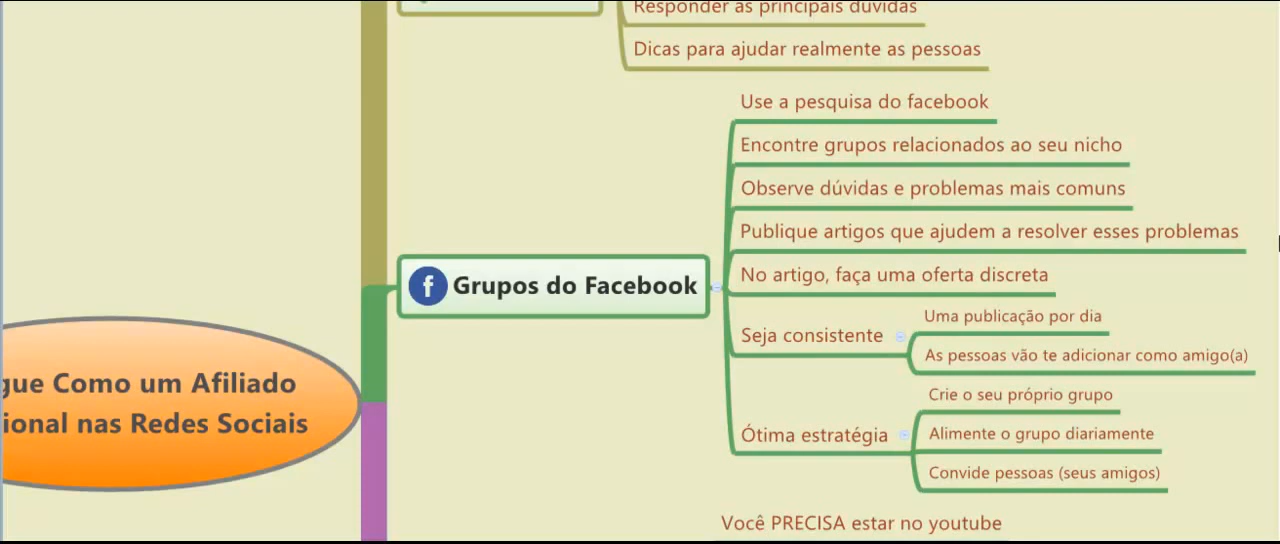 Responder as principais dúvidas
Dicas para ajudar realmente as pessoas
Use a pesquisa do facebook
Encontre grupos relacionados ao seu nicho
Observe dúvidas e problemas mais comuns
Publique artigos que ajudem a resolver esses problemas
No artigo, faça uma oferta discreta
f Grupos do Facebook
Seja consistente
Uma publicação por dia
As pessoas vão te adicionar como amigo(a)
Ótima estratégia
Crie o seu próprio grupo
Alimente o grupo diariamente
Convide pessoas (seus amigos)
gue Como um Afiliado
ional nas Redes Sociais
Você PRECISA estar no youtube